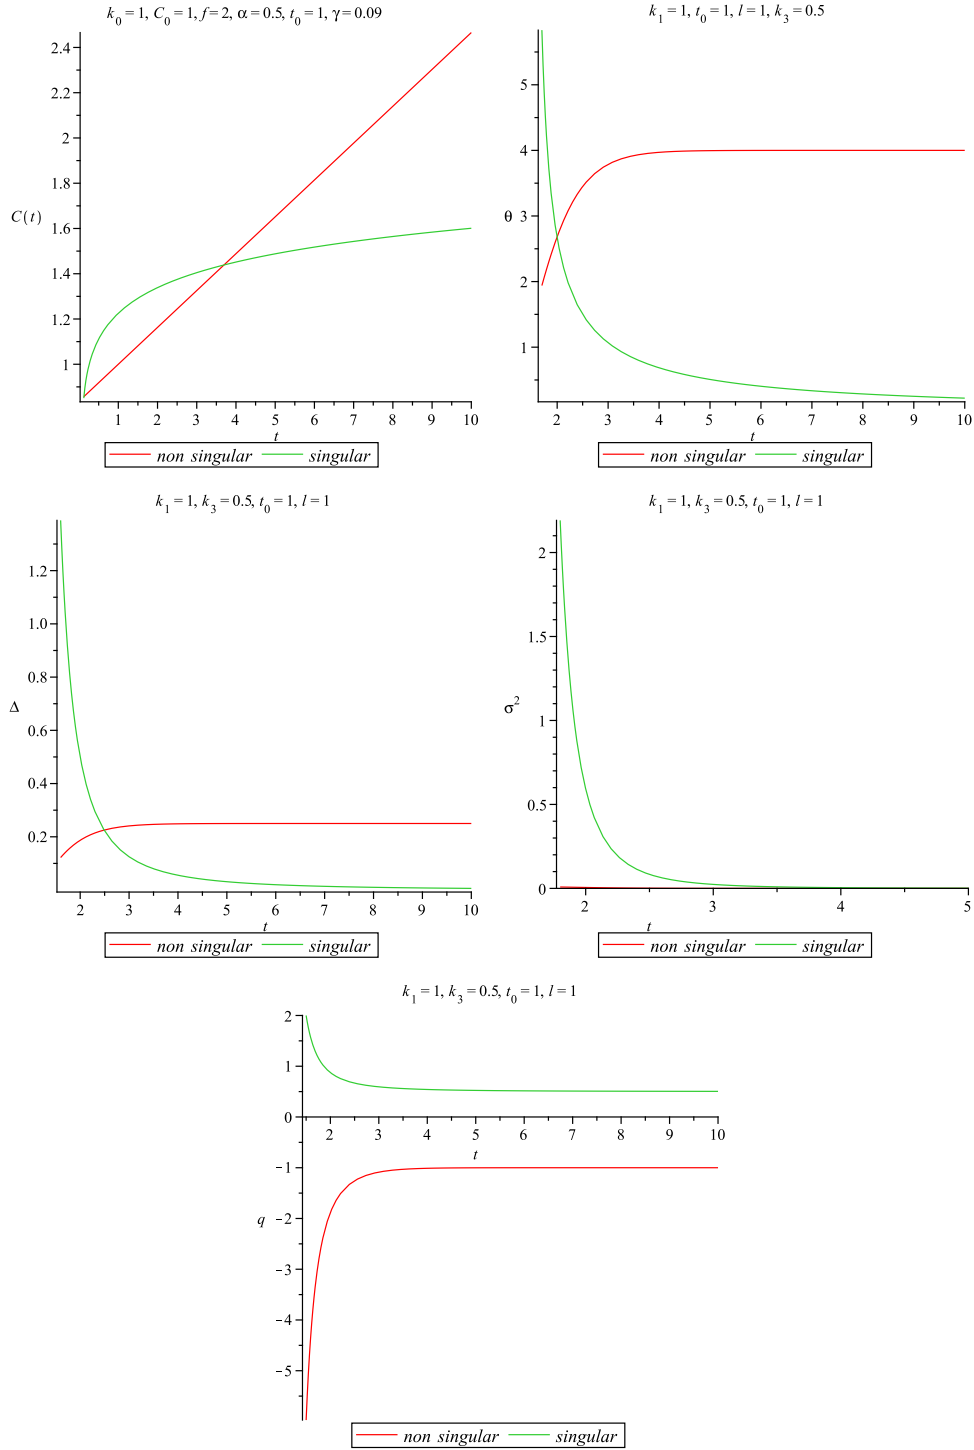 k₀ = 1, C₀ = 1, f = 2, α = 0.5, t₀ = 1, γ = 0.09
2.4
2.2
2
1.8
C(t) 1.6
1.4
1.2
1
1 2 3 4 5 6 7 8 9 10
t
non singular singular
k₁ = 1, t₀ = 1, l = 1, k₃ = 0.5
5
4
θ 3
2
1
2 3 4 5 6 7 8 9 10
t
non singular singular
k₁ = 1, k₃ = 0.5, t₀ = 1, l = 1
1.2
1.0
0.8
Δ
0.6
0.4
0.2
2 3 4 5 6 7 8 9 10
t
non singular singular
k₁ = 1, k₃ = 0.5, t₀ = 1, l = 1
2
1.5
σ²
1
0.5
0
2 3 4 5
t
non singular singular
k₁ = 1, k₃ = 0.5, t₀ = 1, l = 1
2
1
0
2 3 4 5 6 7 8 9 10
t
−1
q −2
−3
−4
−5
non singular singular